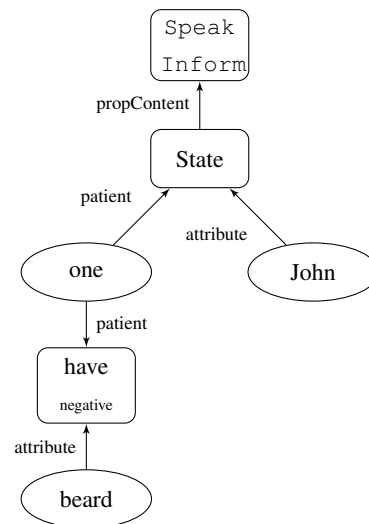 Speak
Inform
propContent
State
patient
attribute
one
John
patient
have
negative
attribute
beard